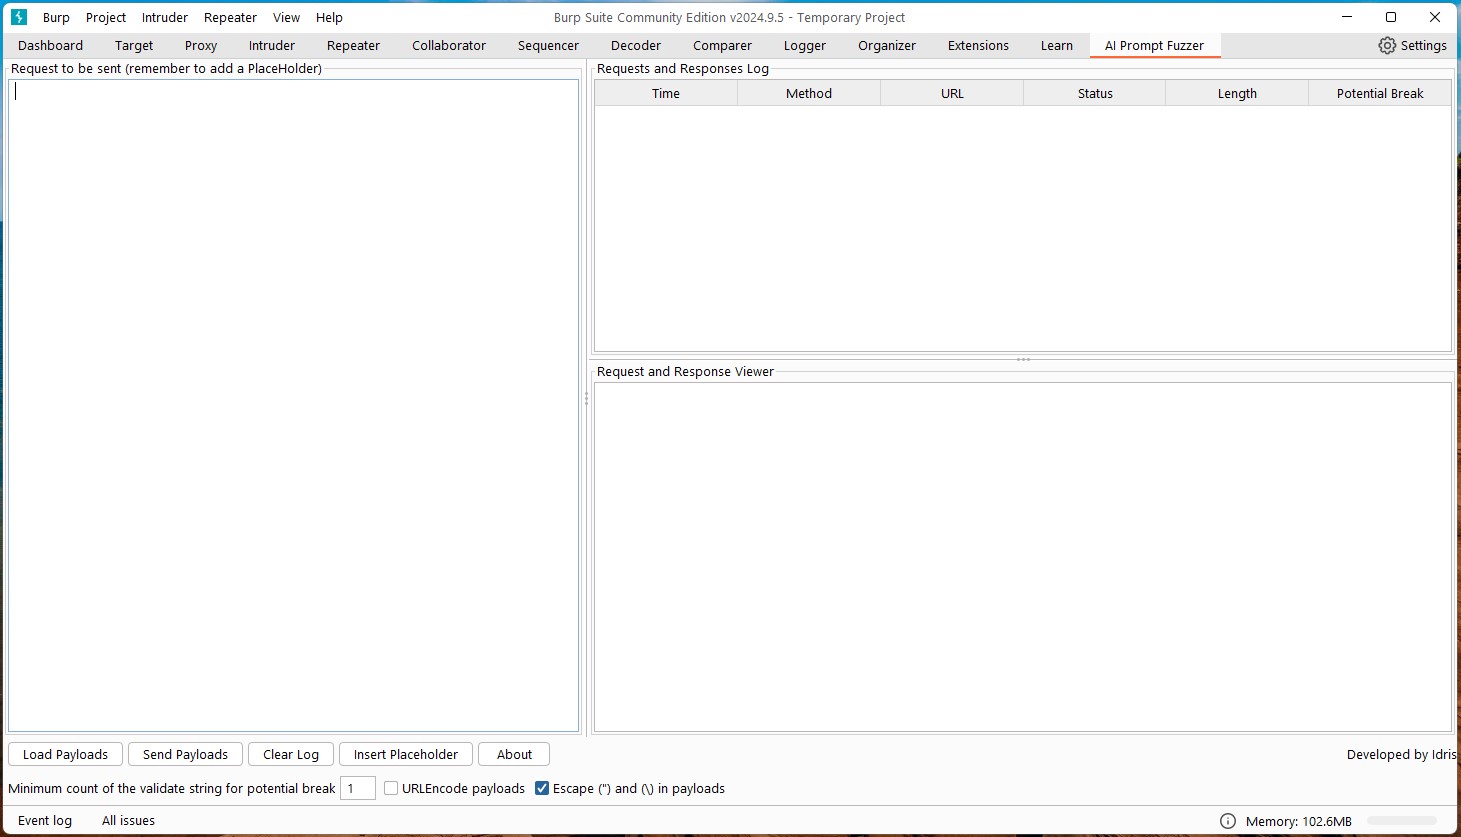 Burp Project Intruder Repeater View Help Burp Suite Community Edition v2024.9.5 - Temporary Project
Dashboard Target Proxy Intruder Repeater Collaborator Sequencer Decoder Comparer Logger Organizer Extensions Learn AI Prompt Fuzzer Settings
Request to be sent (remember to add a PlaceHolder)
Requests and Responses Log
Time Method URL Status Length Potential Break
Request and Response Viewer
Load Payloads Send Payloads Clear Log Insert Placeholder About Developed by Idris
Minimum count of the validate string for potential break 1 URLEncode payloads Escape (") and (\) in payloads
Event log All issues Memory: 102.6MB